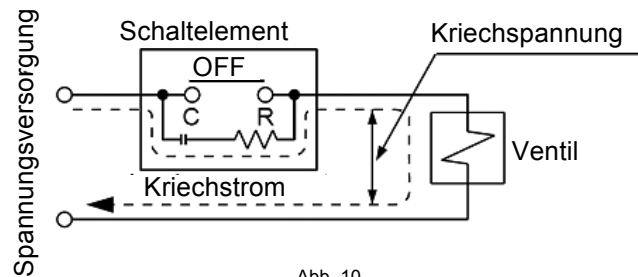 Schaltelement
Kriechspannung
OFF
C
R
Kriechstrom
Ventil
Spannungsversorgung
Abb. 10